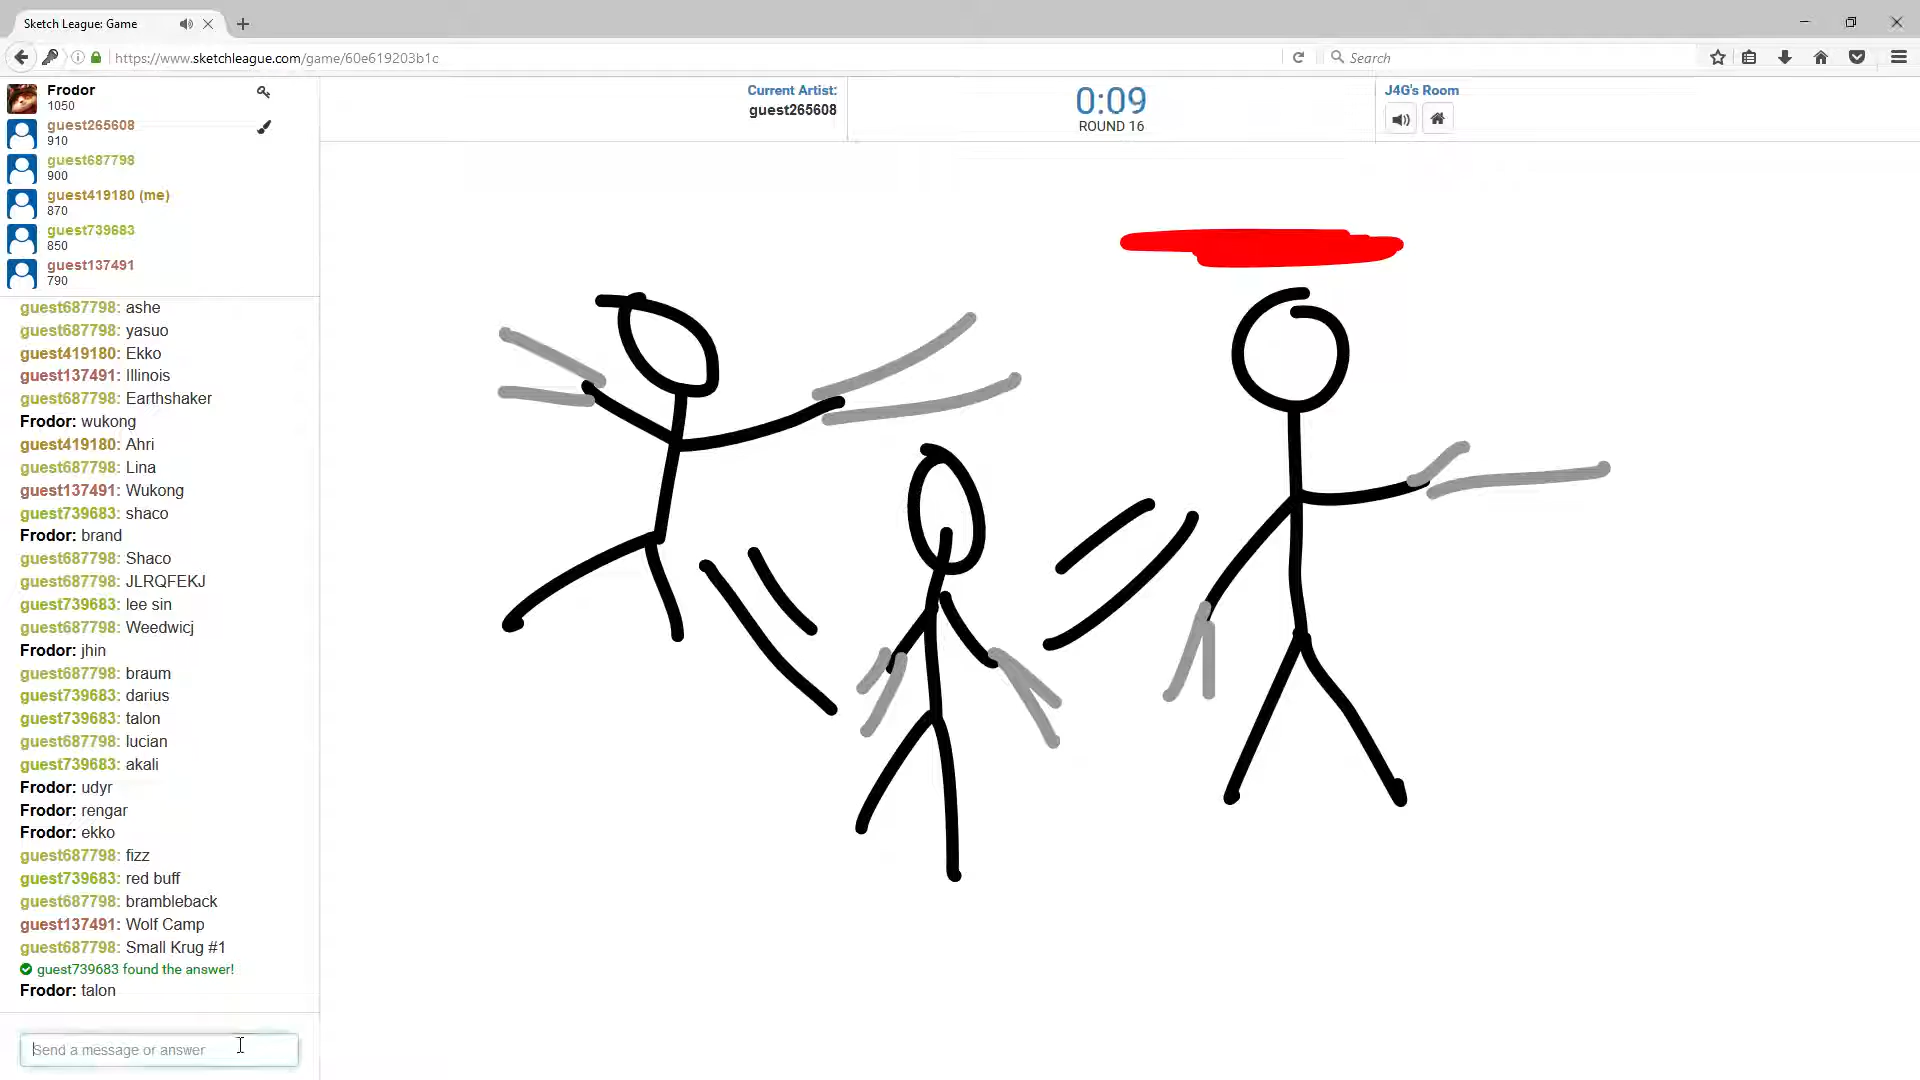 Sketch League: Game
https://www.sketchleague.com/game/60e619203b1c
Search
Frodor
1050
guest265608
910
guest687798
900
guest419180 (me)
870
guest739683
850
guest137491
790
Current Artist:
guest265608
0:09
ROUND 16
J4G's Room
guest687798: ashe
guest687798: yasuo
guest419180: Ekko
guest137491: Illinois
guest687798: Earthshaker
Frodor: wukong
guest419180: Ahri
guest687798: Lina
guest137491: Wukong
guest739683: shaco
Frodor: brand
guest687798: Shaco
guest687798: JLRQFEKJ
guest739683: lee sin
guest687798: Weedwicj
Frodor: jhin
guest687798: braum
guest739683: darius
guest739683: talon
guest687798: lucian
guest739683: akali
Frodor: udyr
Frodor: rengar
Frodor: ekko
guest687798: fizz
guest739683: red buff
guest687798: brambleback
guest137491: Wolf Camp
guest687798: Small Krug #1
guest739683 found the answer!
Frodor: talon
Send a message or answer